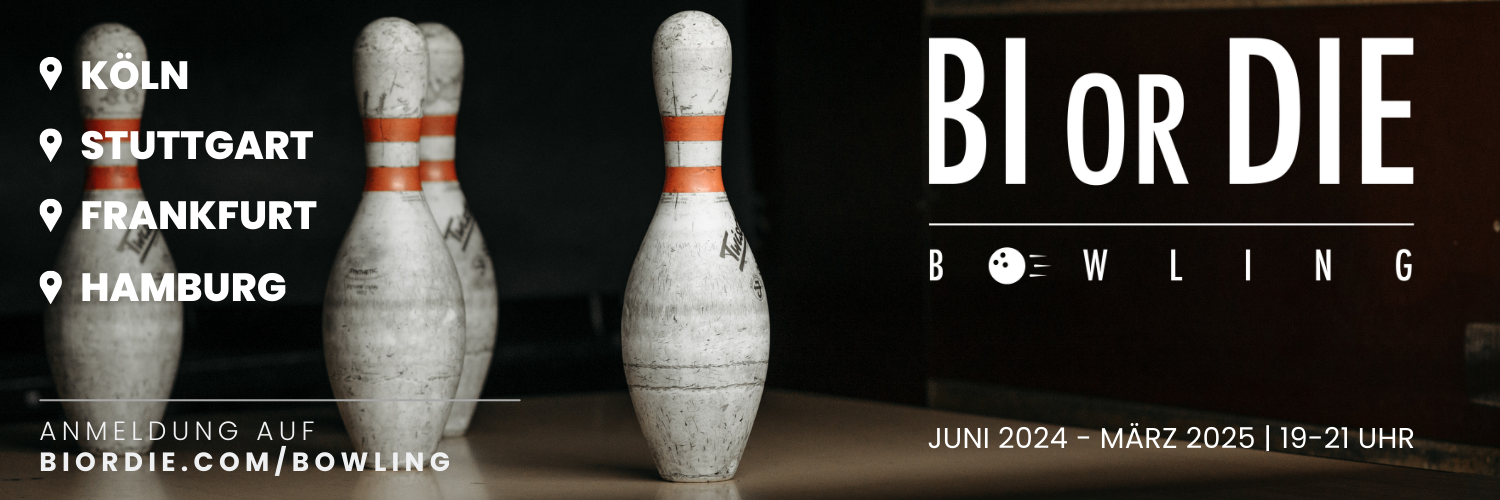 KÖLN
STUTTGART
FRANKFURT
HAMBURG
ANMELDUNG AUF
BIORDIE.COM/BOWLING
BI OR DIE
BOWLING
JUNI 2024 - MÄRZ 2025 | 19-21 UHR